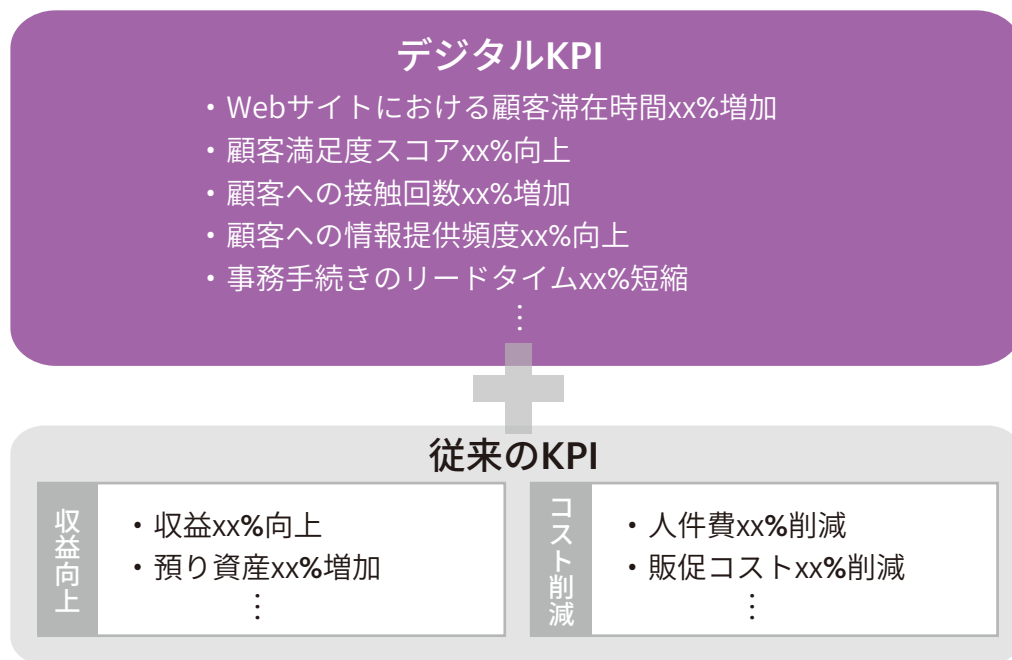 デジタルKPI
・Webサイトにおける顧客滞在時間xx%増加
・顧客満足度スコアxx%向上
・顧客への接触回数xx%増加
・顧客への情報提供頻度xx%向上
・事務手続きのリードタイムxx%短縮
⋮
従来のKPI
収益向上
・収益xx%向上
・預り資産xx%増加
⋮
コスト削減
・人件費xx%削減
・販促コストxx%削減
⋮